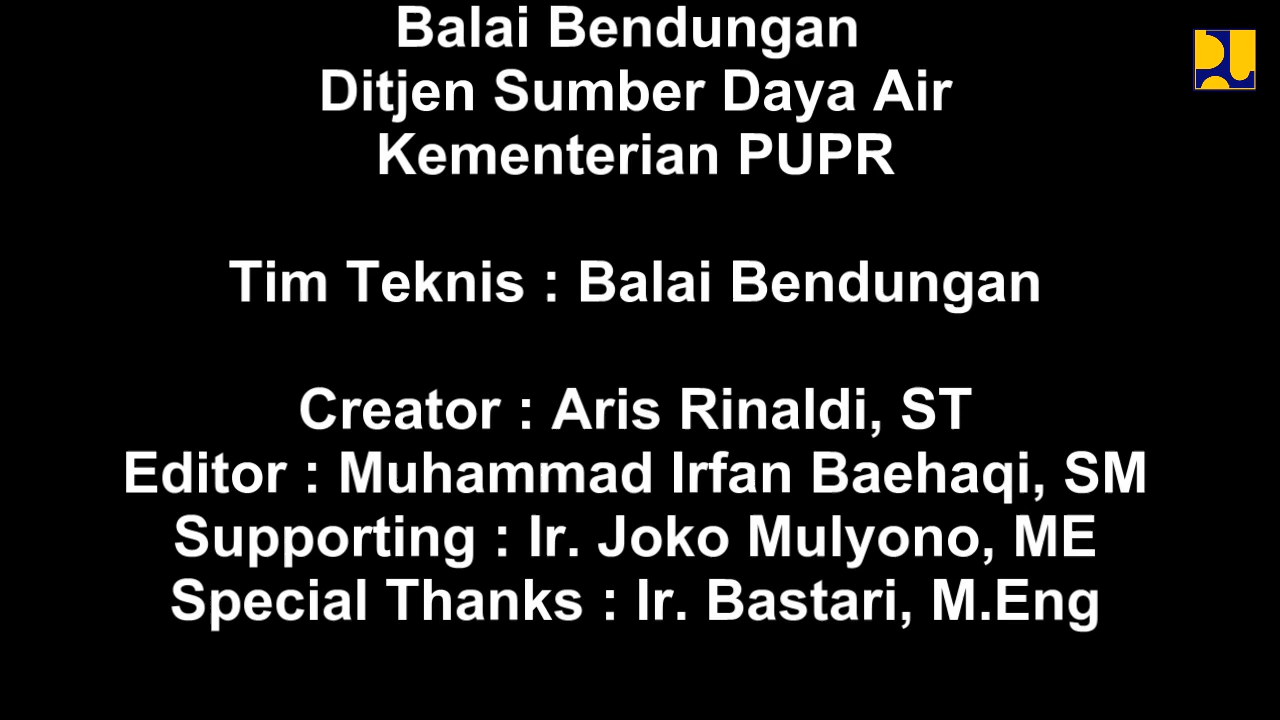 Balai Bendungan
Ditjen Sumber Daya Air
Kementerian PUPR
Tim Teknis : Balai Bendungan
Creator : Aris Rinaldi, ST
Editor : Muhammad Irfan Baehaqi, SM
Supporting : Ir. Joko Mulyono, ME
Special Thanks : Ir. Bastari, M.Eng